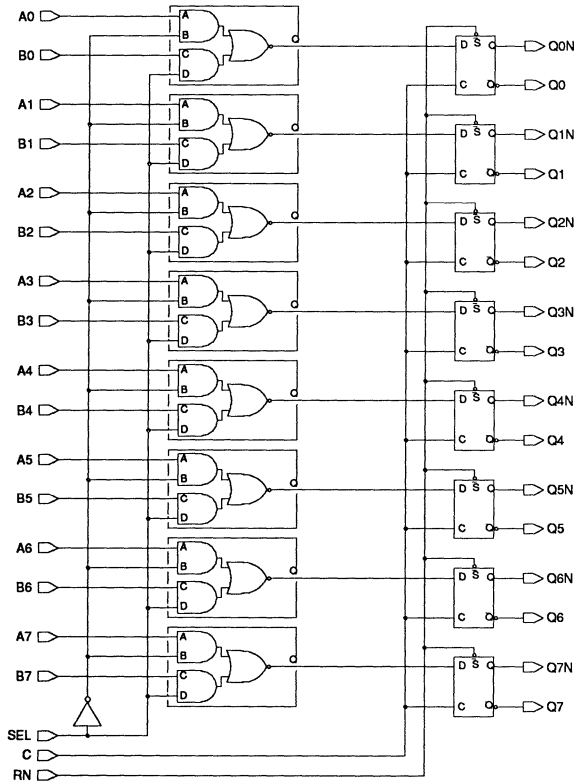 A0 A Q
B D S Q Q0N
B0 C
D C Q Q0
A1 A Q
B D S Q Q1N
B1 C
D C Q Q1
A2 A Q
B D S Q Q2N
B2 C
D C Q Q2
A3 A Q
B D S Q Q3N
B3 C
D C Q Q3
A4 A Q
B D S Q Q4N
B4 C
D C Q Q4
A5 A Q
B D S Q Q5N
B5 C
D C Q Q5
A6 A Q
B D S Q Q6N
B6 C
D C Q Q6
A7 A Q
B D S Q Q7N
B7 C
D C Q Q7
SEL
C
RN